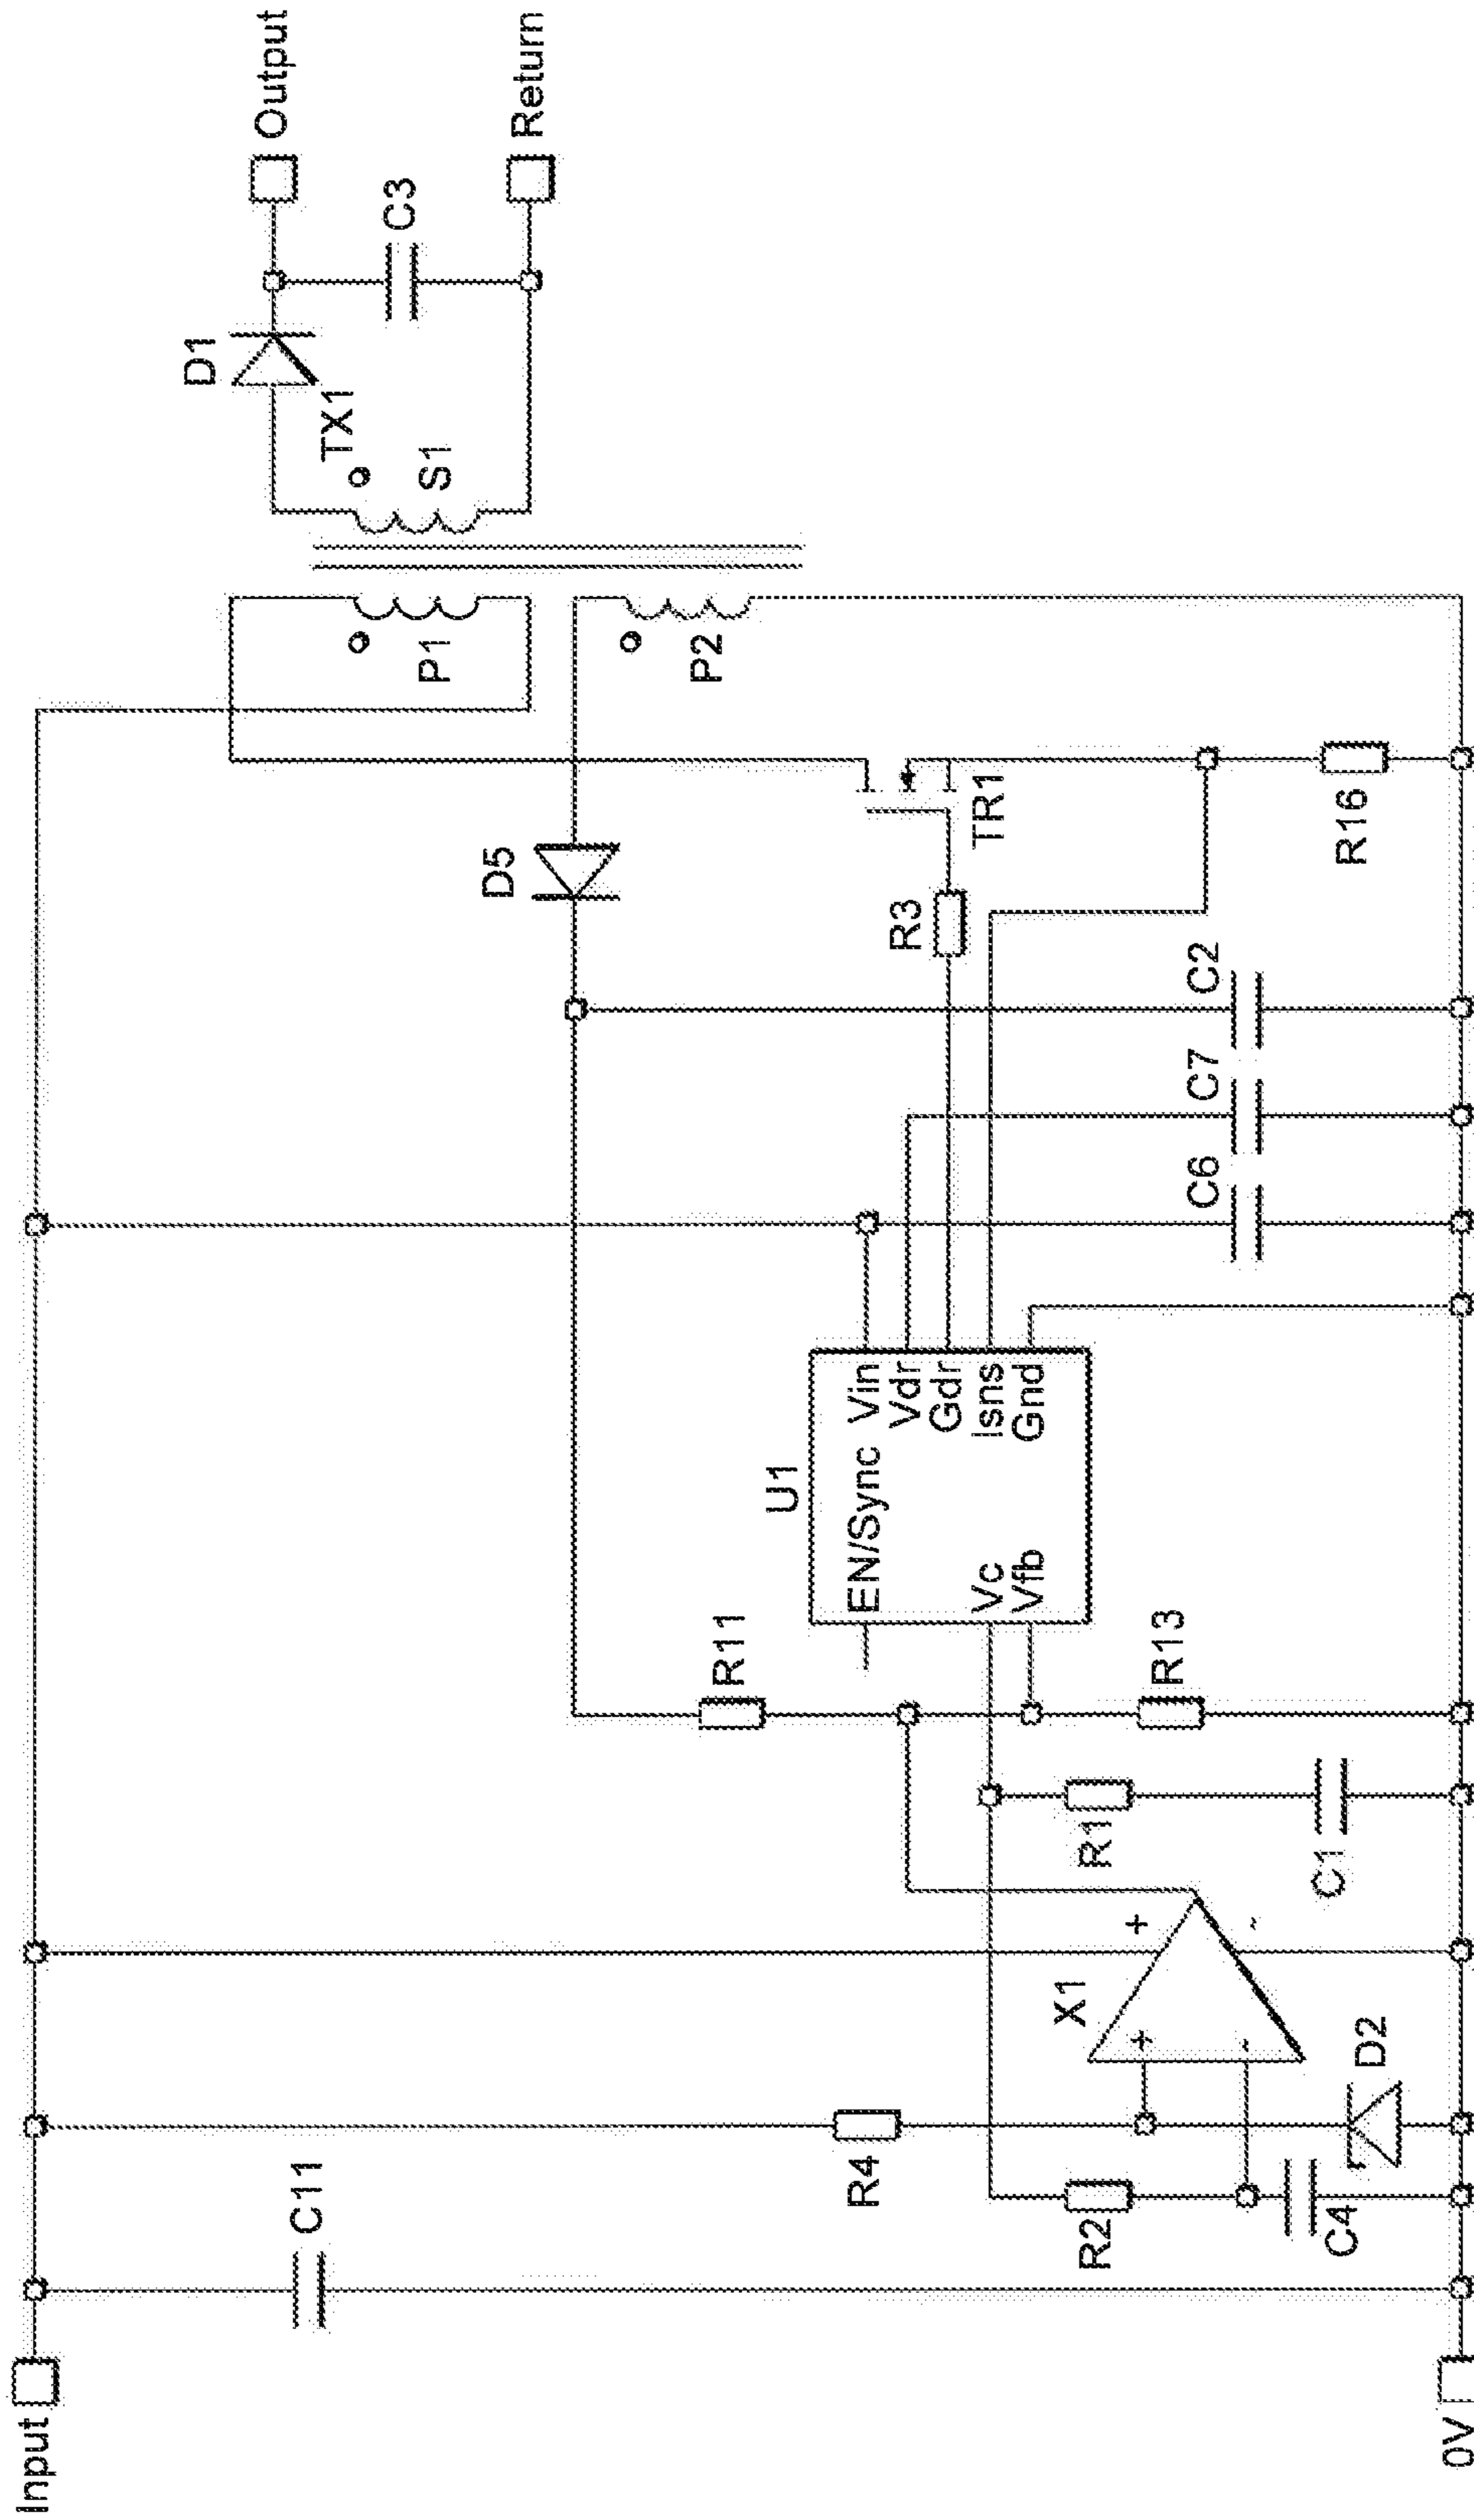 Input
C11
R4
R2
C4
D2
X1
+
-
+
-
R1
C1
R11
R13
U1
EN/Sync
Vc
Vfb
Vin
Vdr
Gdr
Isns
Gnd
C6
C7
C2
R3
D5
TR1
R16
P1
P2
TX1
S1
D1
C3
Output
Return
0V